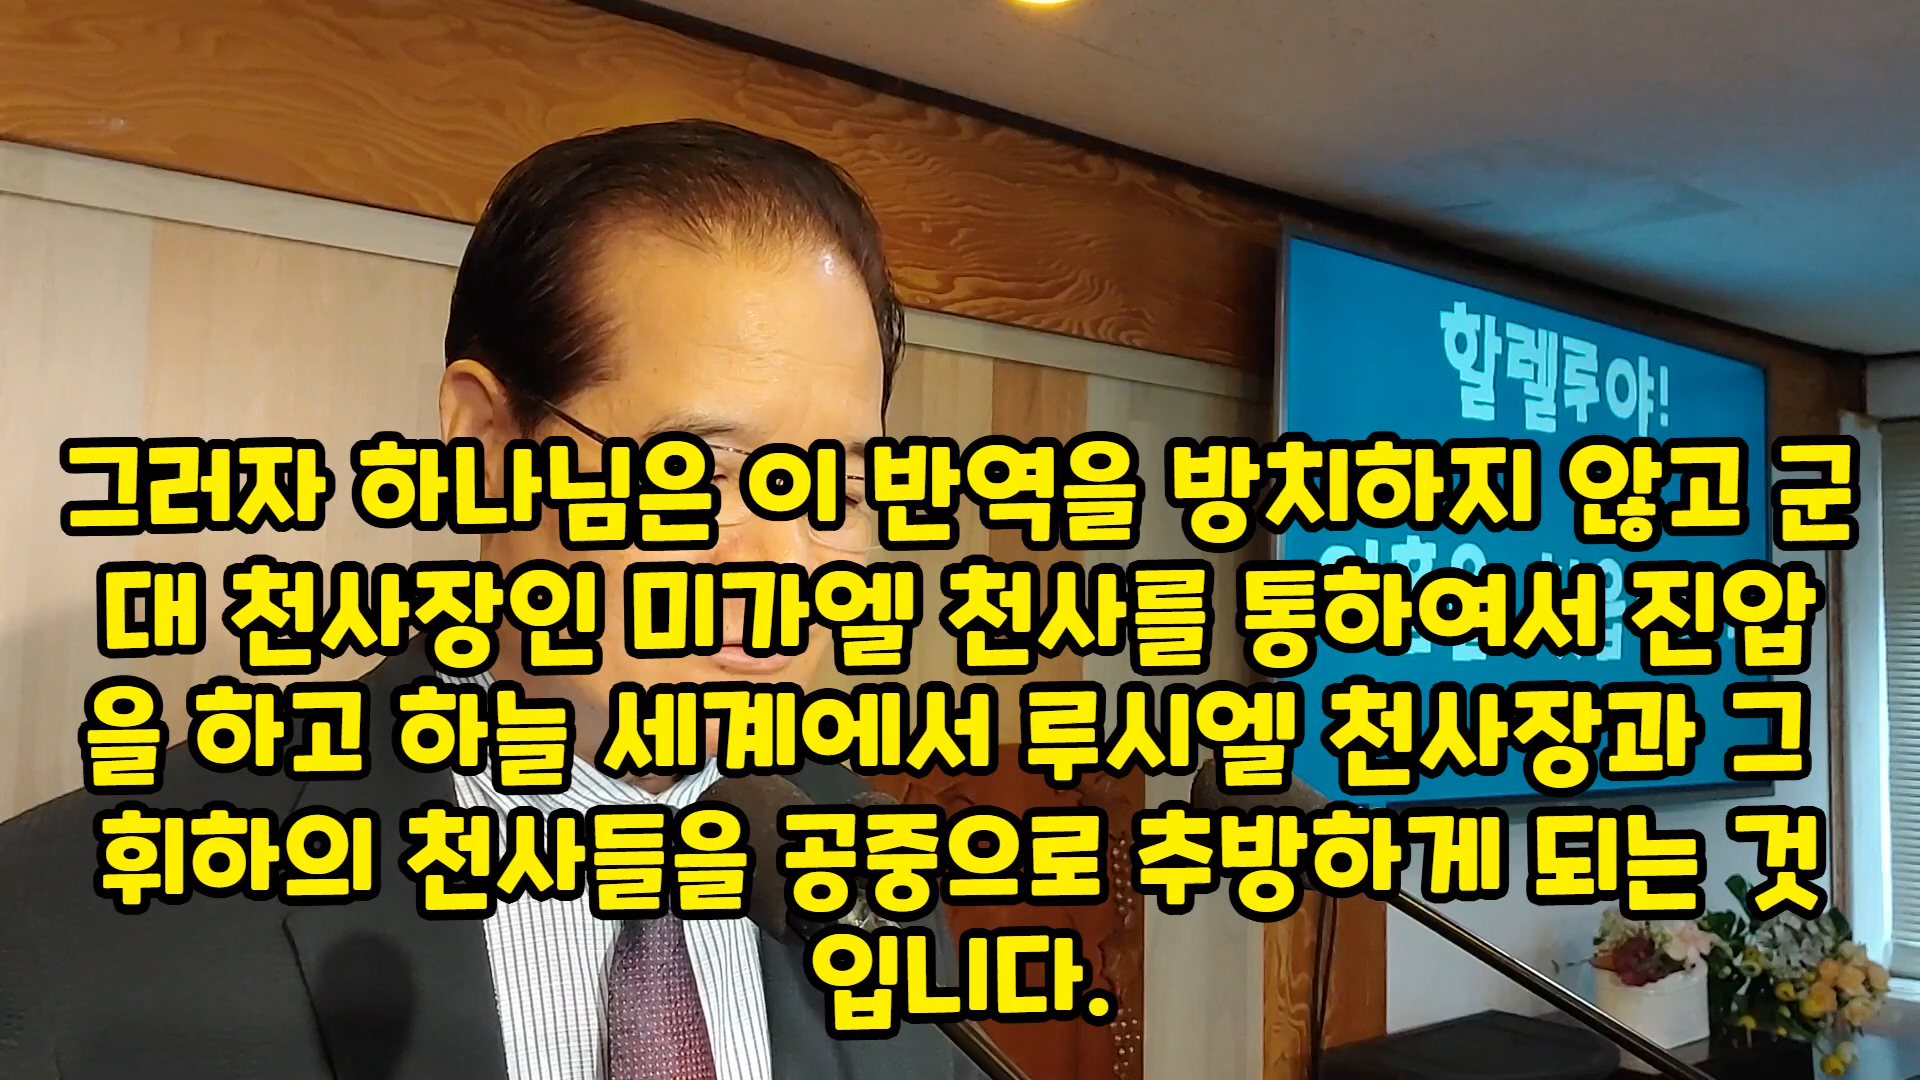 할렐루야!
그러자 하나님은 이 반역을 방치하지 않고 군
대 천사장인 미가엘 천사를 통하여서 진압
을 하고 하늘 세계에서 루시엘 천사장과 그
휘하의 천사들을 공중으로 추방하게 되는 것
입니다.